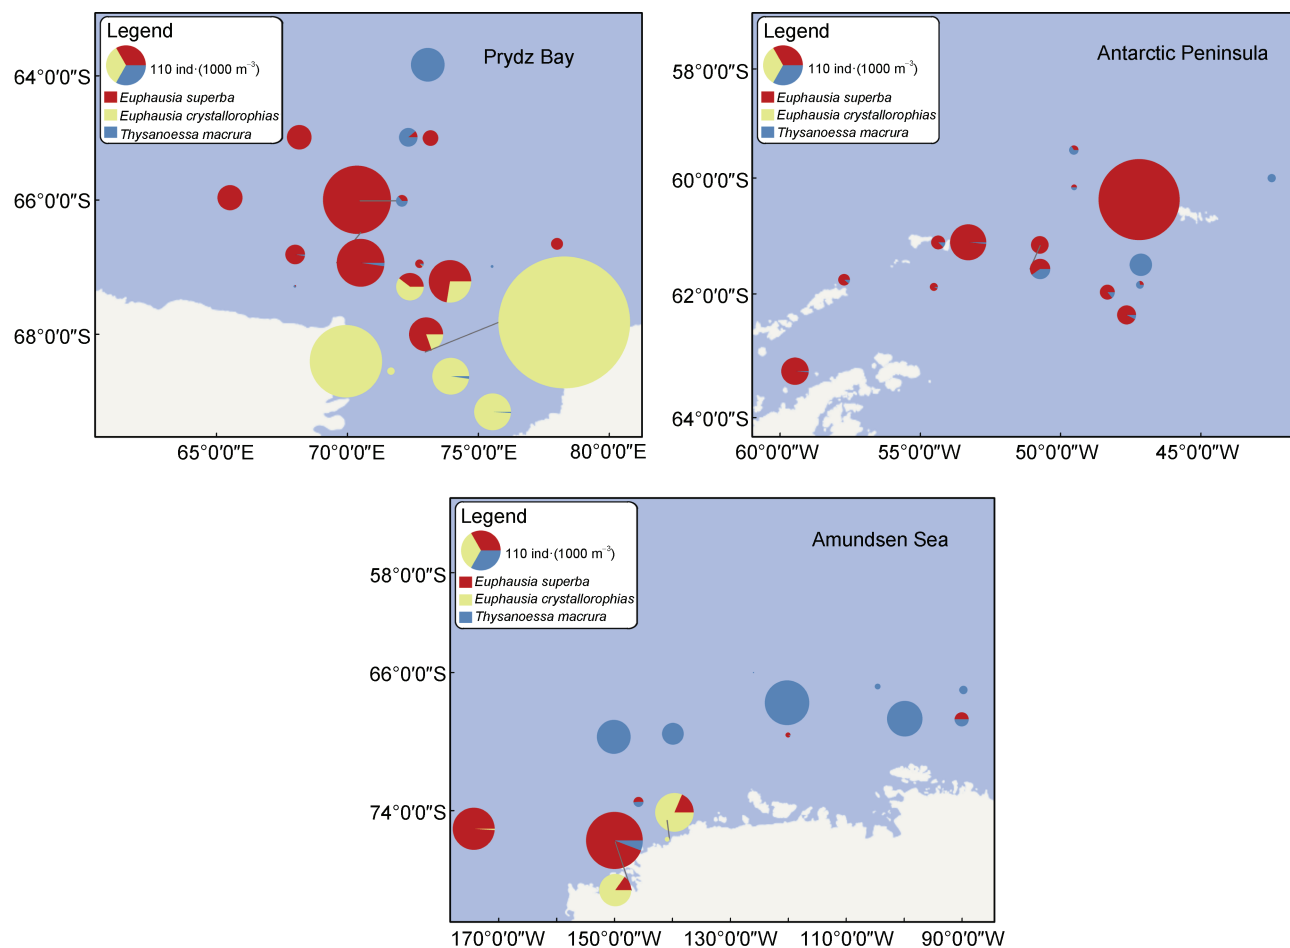 Legend
110 ind·(1000 m⁻³)
Euphausia superba
Euphausia crystallorophias
Thysanoessa macrura
Prydz Bay
64°0′0″S
66°0′0″S
68°0′0″S
65°0′0″E
70°0′0″E
75°0′0″E
80°0′0″E
Legend
110 ind·(1000 m⁻³)
Euphausia superba
Euphausia crystallorophias
Thysanoessa macrura
Antarctic Peninsula
58°0′0″S
60°0′0″S
62°0′0″S
64°0′0″S
60°0′0″W
55°0′0″W
50°0′0″W
45°0′0″W
Legend
110 ind·(1000 m⁻³)
Euphausia superba
Euphausia crystallorophias
Thysanoessa macrura
Amundsen Sea
58°0′0″S
66°0′0″S
74°0′0″S
170°0′0″W
150°0′0″W
130°0′0″W
110°0′0″W
90°0′0″W